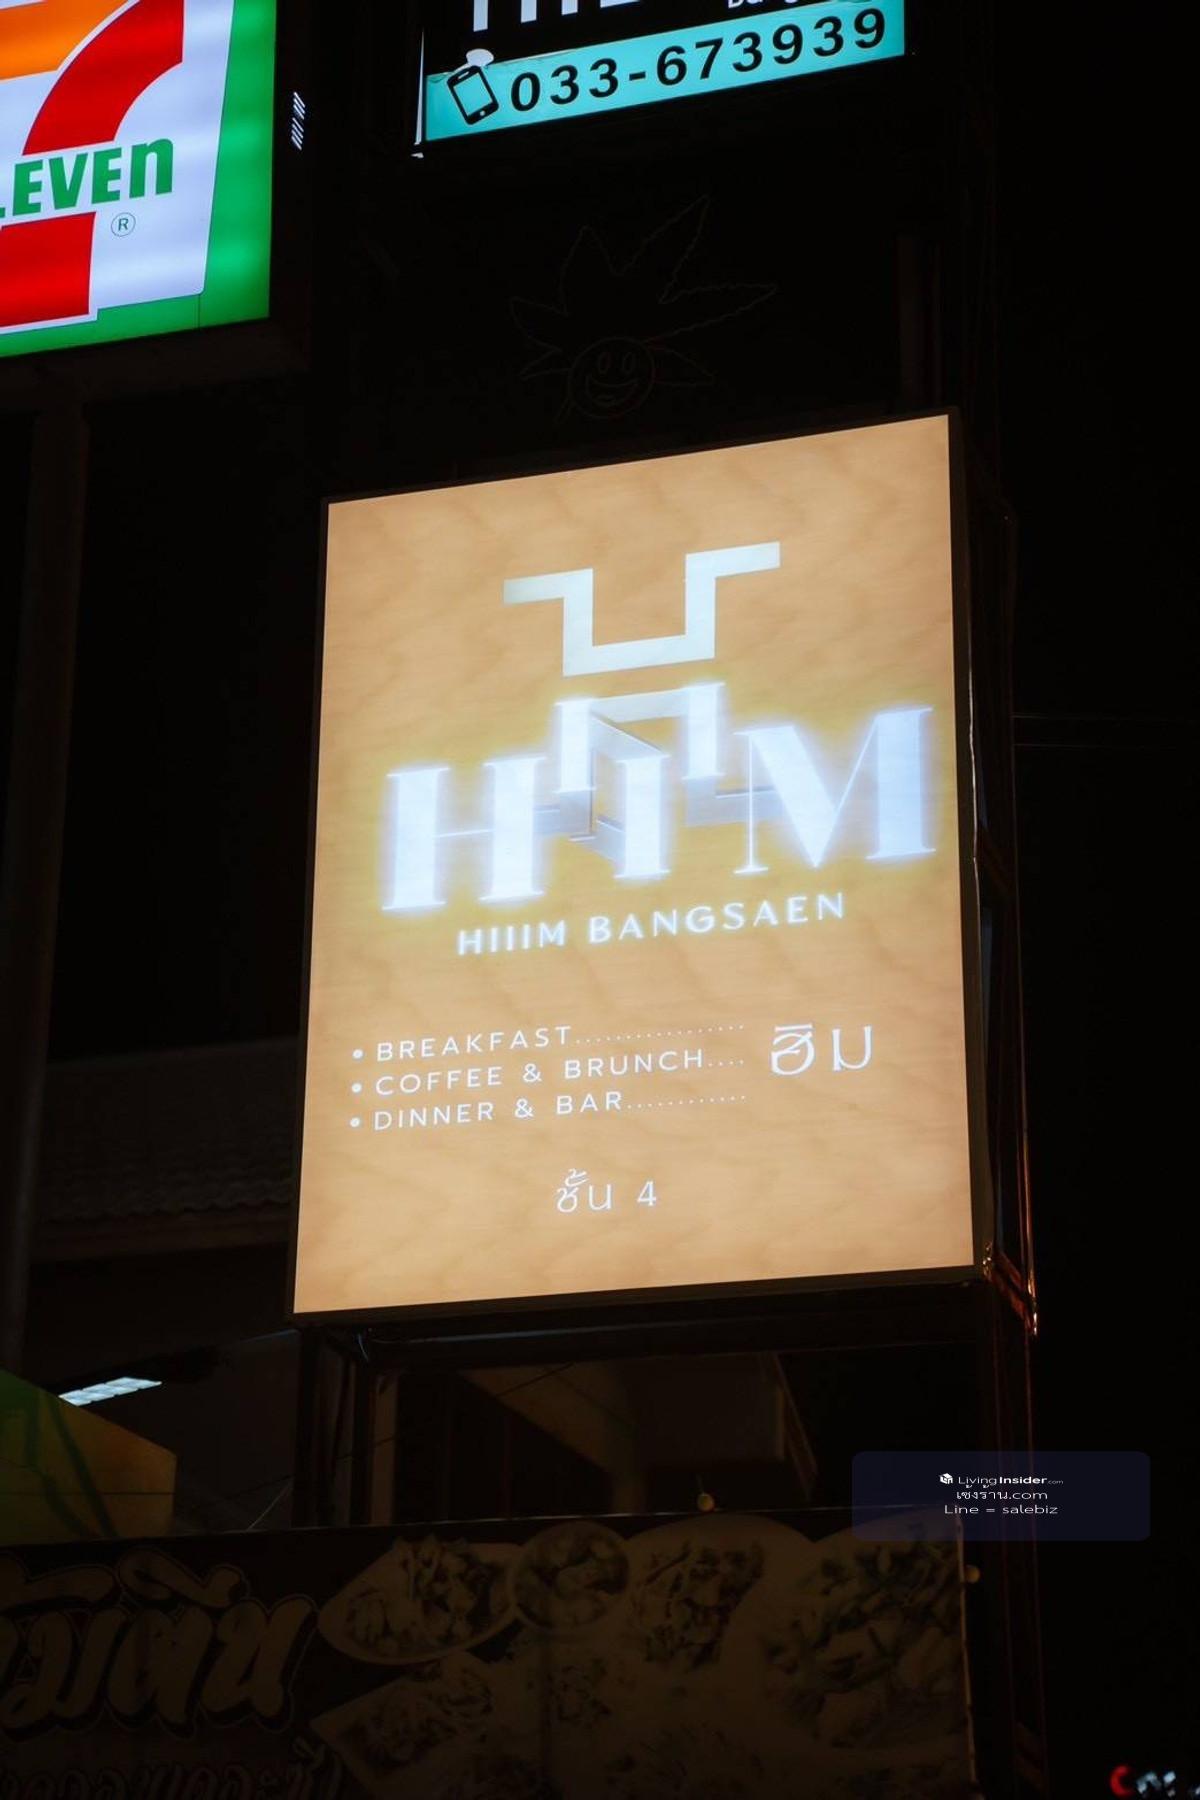 033-673939
LEVEn
®
HIIIM
HIIIM BANGSAEN
• BREAKFAST.................
• COFFEE & BRUNCH.... ฮิม
• DINNER & BAR............
ชั้น 4
LivingInsider.com
เซ้งร้าน.com
Line = salebiz